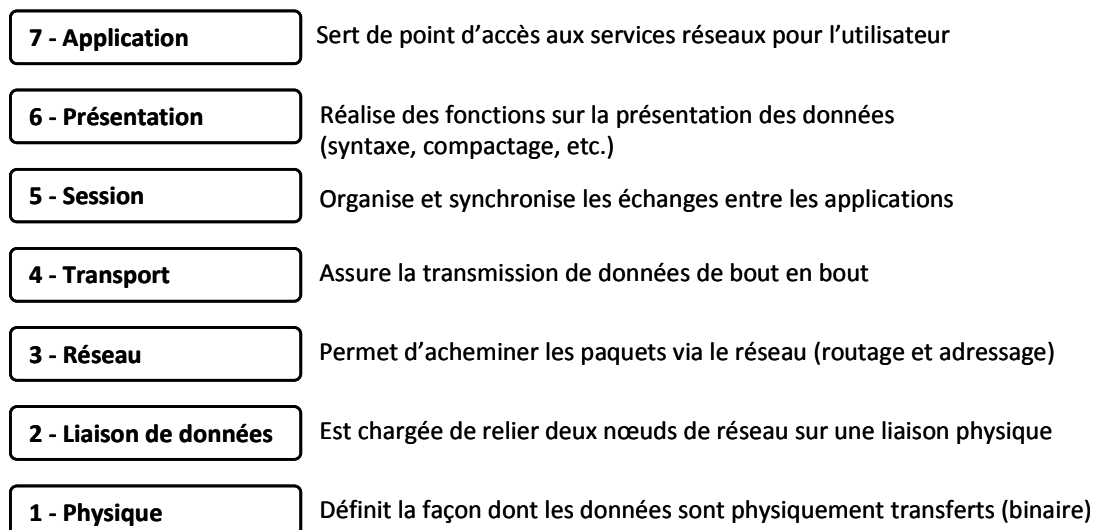 7 - Application
Sert de point d’accès aux services réseaux pour l’utilisateur
6 - Présentation
Réalise des fonctions sur la présentation des données
(syntaxe, compactage, etc.)
5 - Session
Organise et synchronise les échanges entre les applications
4 - Transport
Assure la transmission de données de bout en bout
3 - Réseau
Permet d’acheminer les paquets via le réseau (routage et adressage)
2 - Liaison de données
Est chargée de relier deux nœuds de réseau sur une liaison physique
1 - Physique
Définit la façon dont les données sont physiquement transferts (binaire)